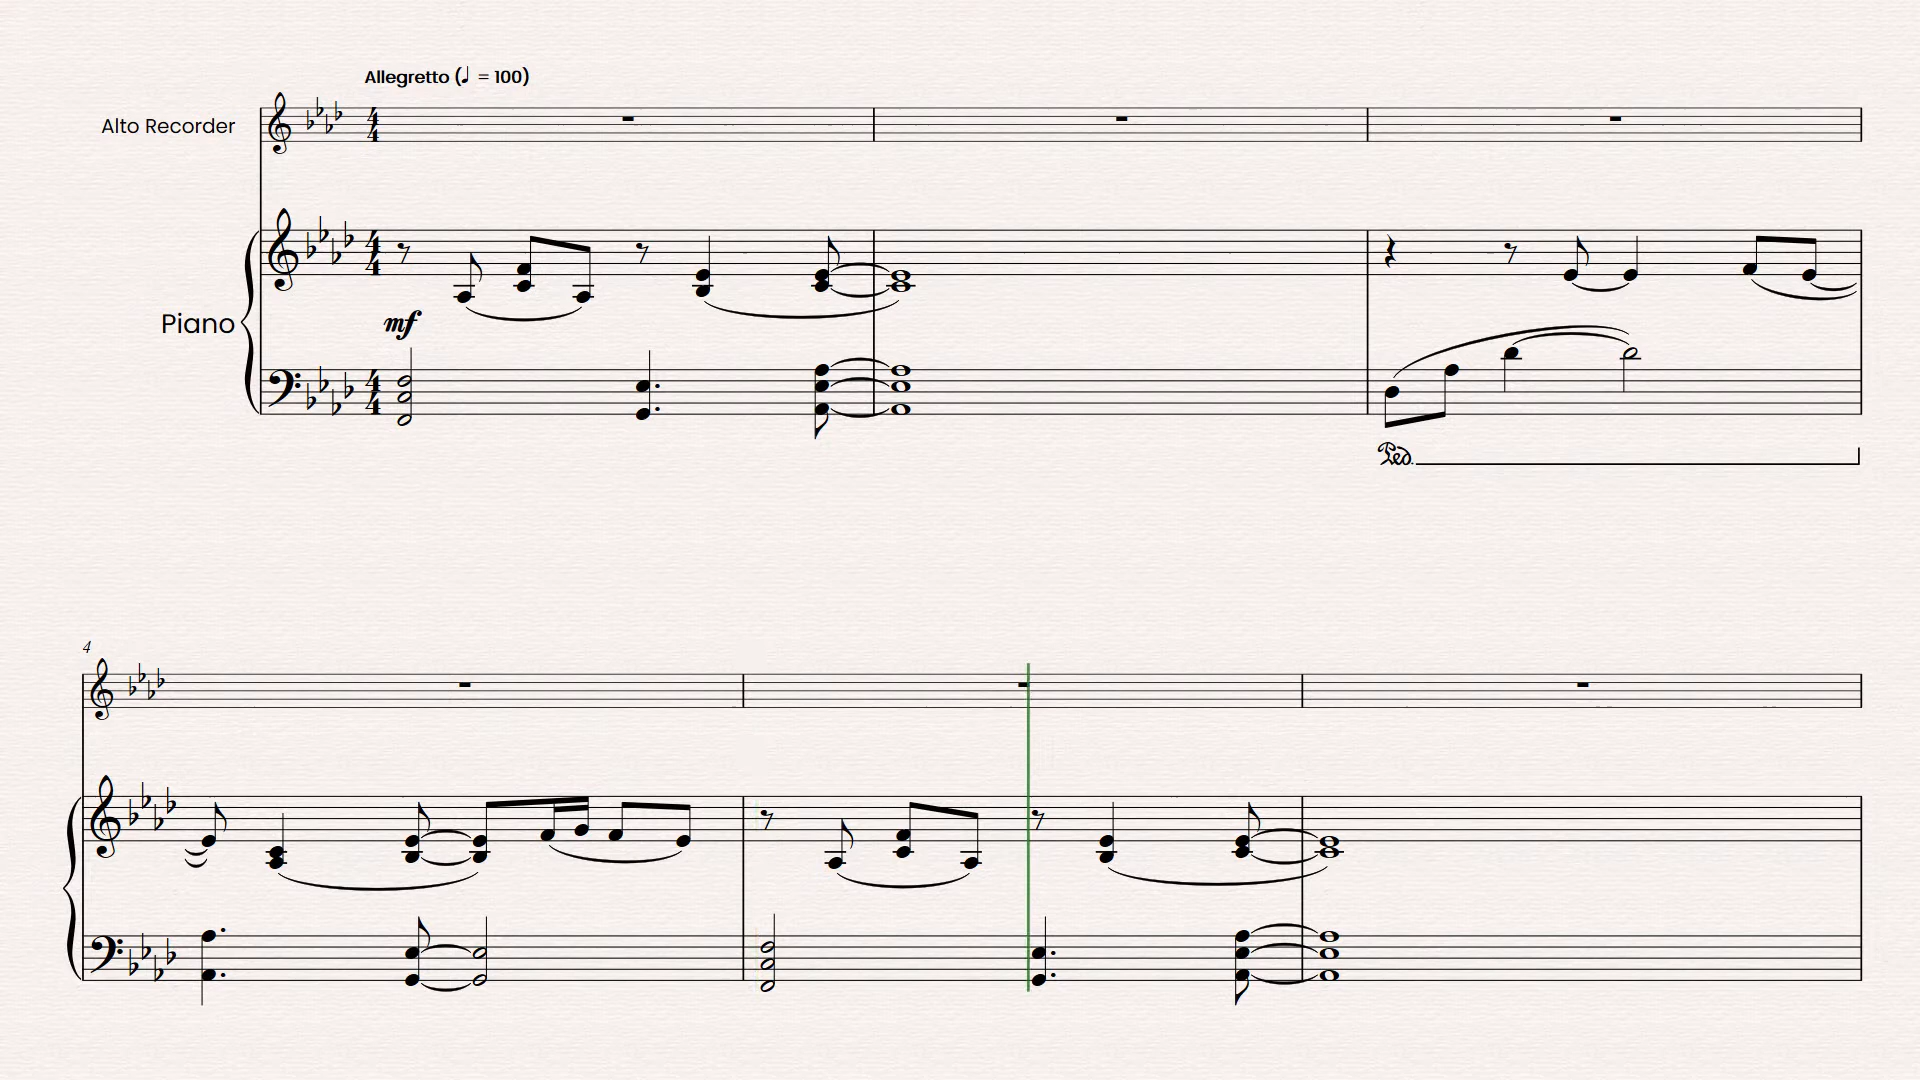 Allegretto (♩ = 100)
Alto Recorder
Piano
mf
Ped.
4